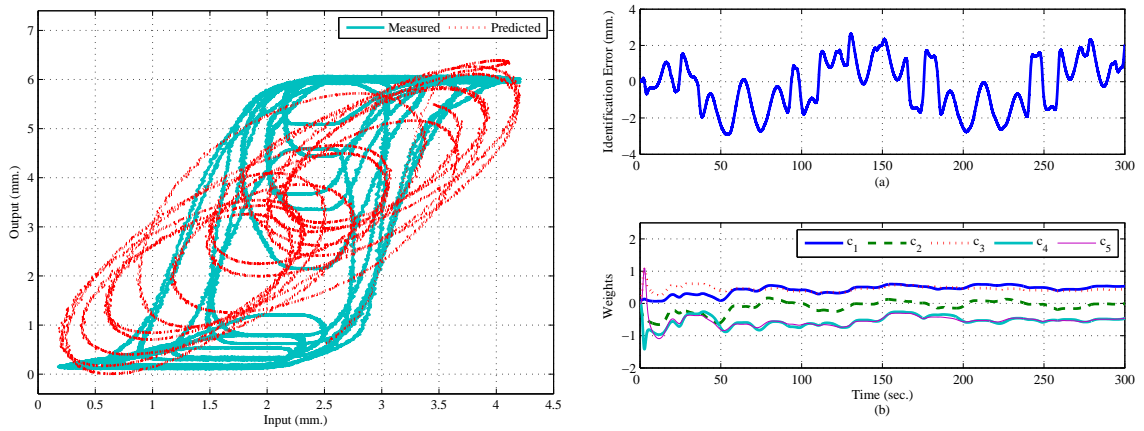 Measured Predicted
7
6
5
4
3
2
1
0
Output (mm.)
0 0.5 1 1.5 2 2.5 3 3.5 4 4.5
Input (mm.)
4
2
0
−2
−4
Identification Error (mm.)
0 50 100 150 200 250 300
(a)
c1 c2 c3 c4 c5
2
1
0
−1
−2
Weights
0 50 100 150 200 250 300
Time (sec.)
(b)